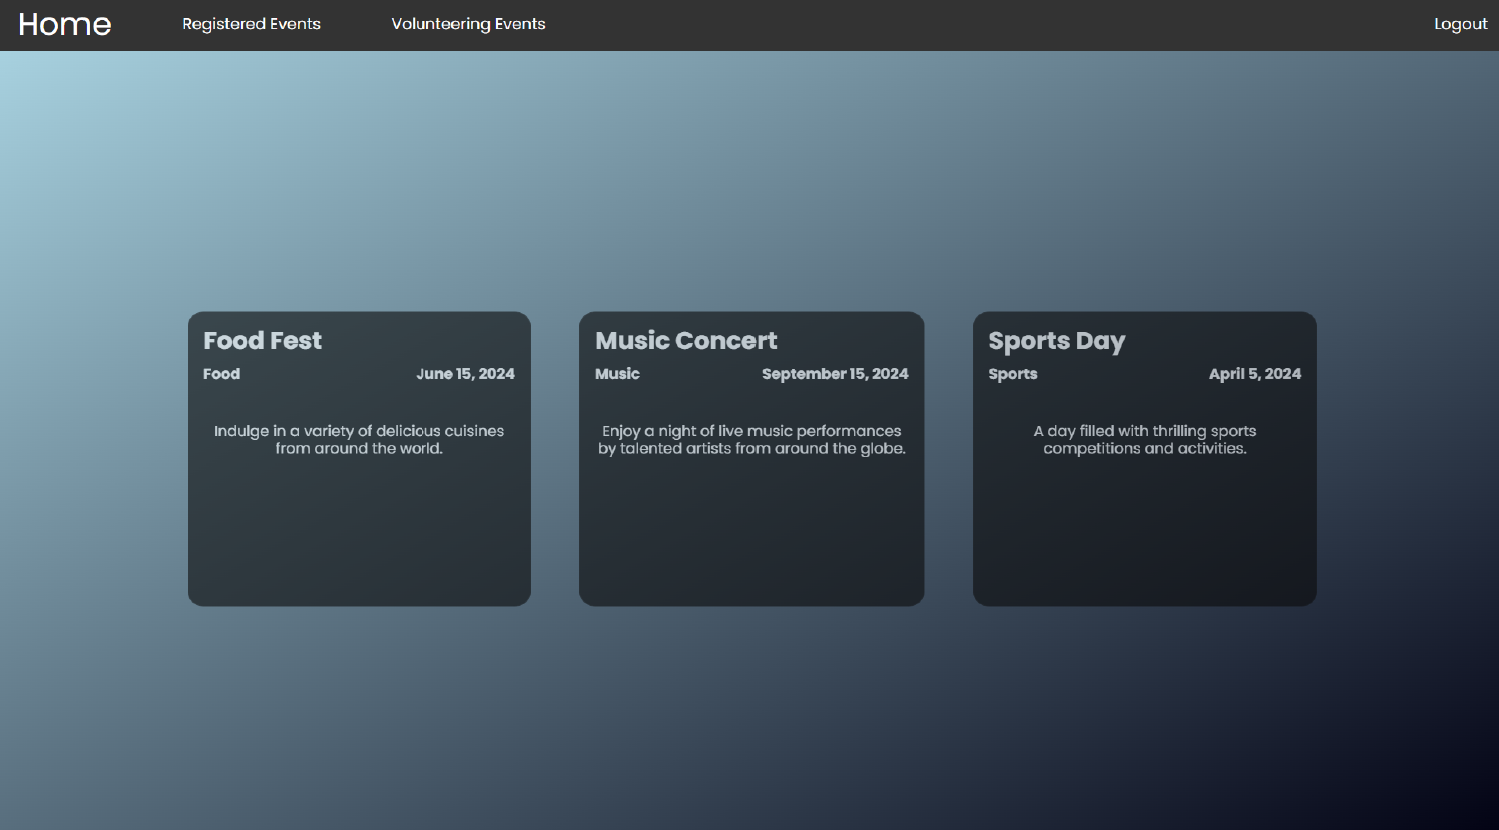 Home Registered Events Volunteering Events Logout
Food Fest
Food June 15, 2024
Indulge in a variety of delicious cuisines
from around the world.
Music Concert
Music September 15, 2024
Enjoy a night of live music performances
by talented artists from around the globe.
Sports Day
Sports April 5, 2024
A day filled with thrilling sports
competitions and activities.